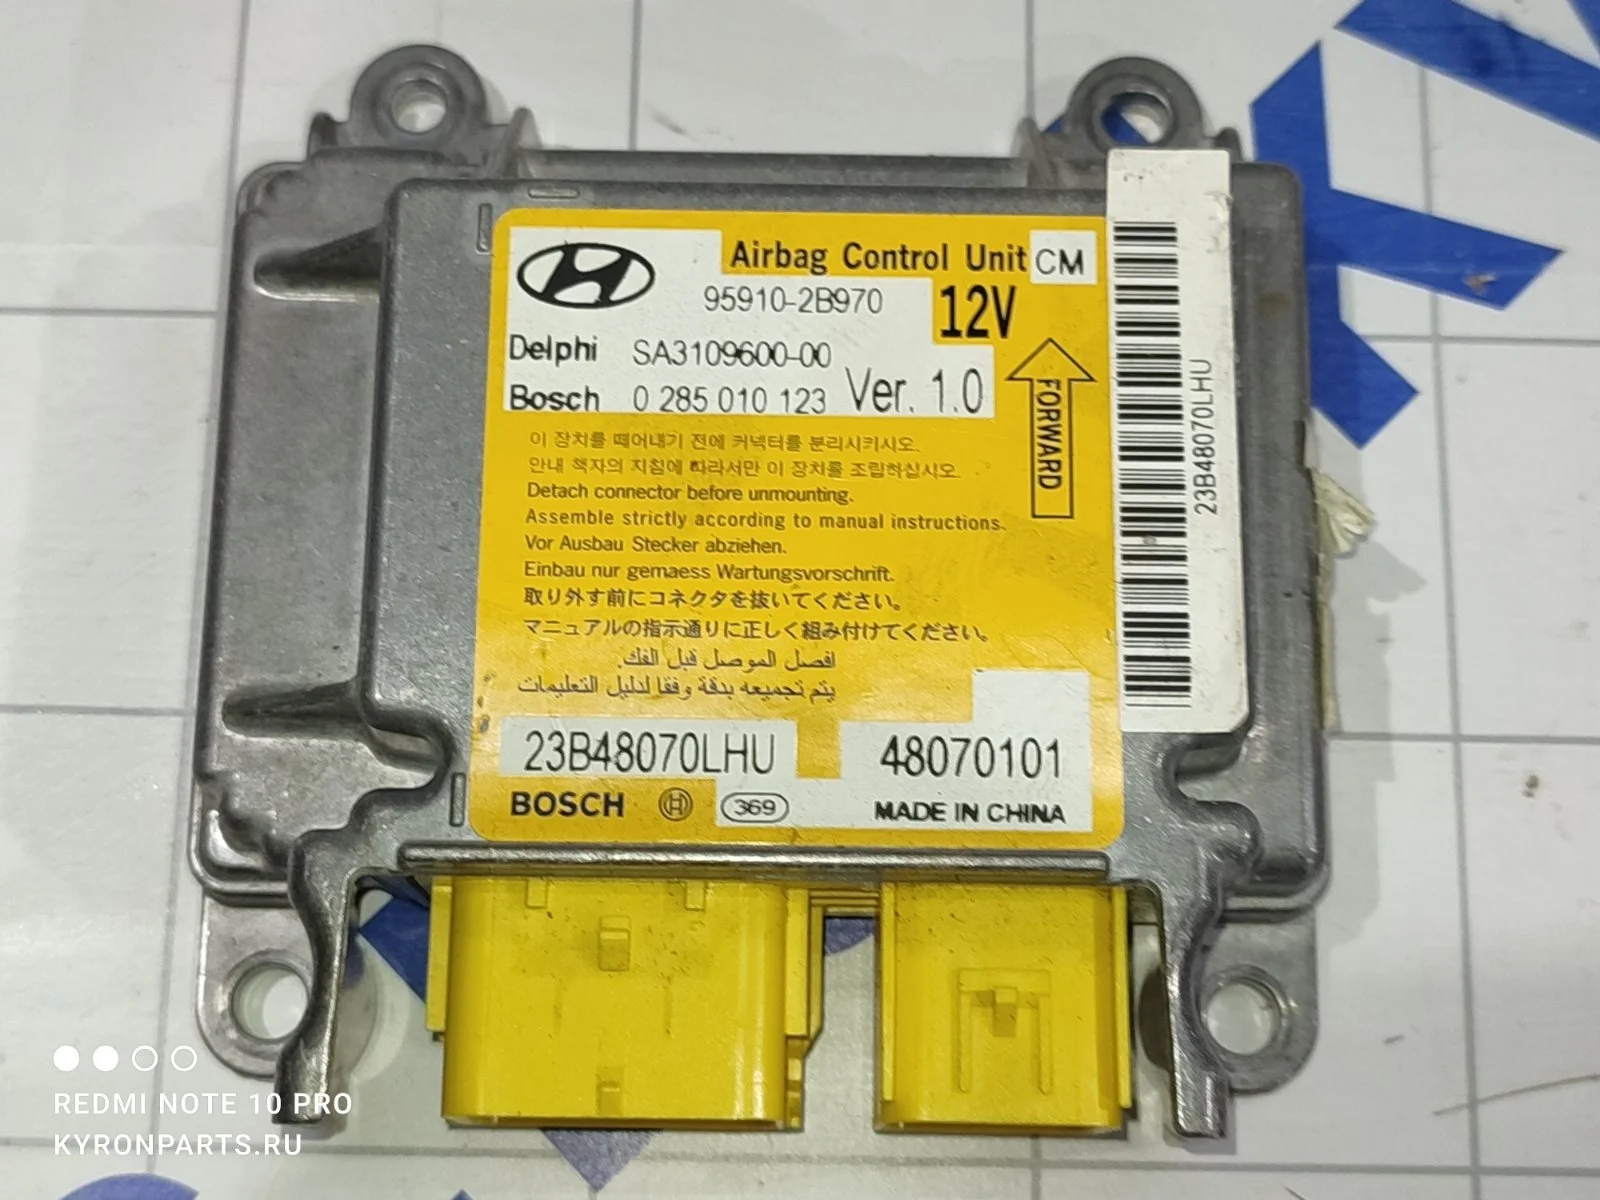 Airbag Control Unit CM
95910-2B970 12V
Delphi SA3109600-00
Bosch 0 285 010 123 Ver. 1.0
FORWARD
이 장치를 떼어내기 전에 커넥터를 분리시키시오.
안내 책자의 지침에 따라서만 이 장치를 조립하십시오.
Detach connector before unmounting.
Assemble strictly according to manual instructions.
Vor Ausbau Stecker abziehen.
Einbau nur gemaess Wartungsvorschrift.
取り外す前にコネクタを抜いてください。
マニュアルの指示通りに正しく組み付けてください。
افصل الموصل قبل الفك.
يتم تجميعه بدقة وفقا لدليل التعليمات
23B48070LHU 48070101
BOSCH 369 MADE IN CHINA
23B48070LHU
REDMI NOTE 10 PRO
KYRONPARTS.RU